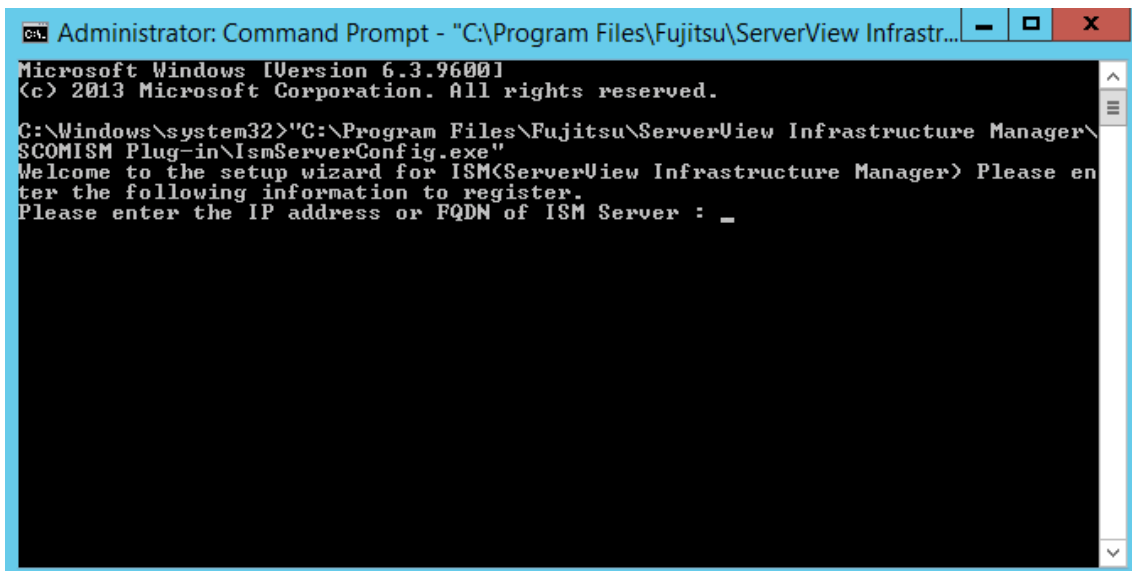 Administrator: Command Prompt - "C:\Program Files\Fujitsu\ServerView Infrastr...
Microsoft Windows [Version 6.3.9600]
(c) 2013 Microsoft Corporation. All rights reserved.
C:\Windows\system32>"C:\Program Files\Fujitsu\ServerView Infrastructure Manager\
SCOMISM Plug-in\IsmServerConfig.exe"
Welcome to the setup wizard for ISM(ServerView Infrastructure Manager) Please en
ter the following information to register.
Please enter the IP address or FQDN of ISM Server : _